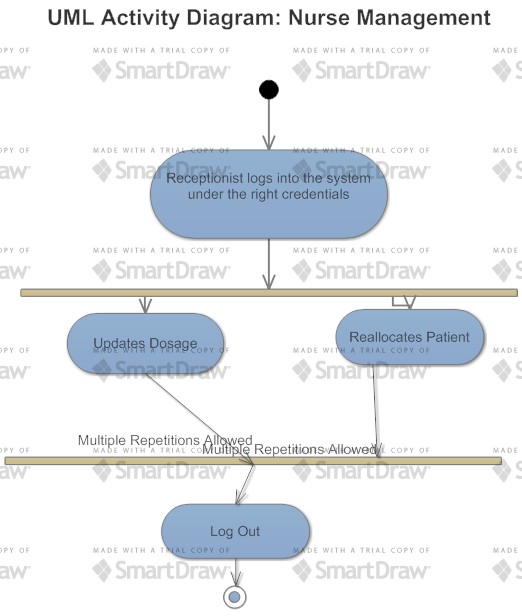 UML Activity Diagram: Nurse Management
MADE WITH A TRIAL COPY OF
SmartDraw
Receptionist logs into the system
under the right credentials
Updates Dosage
Reallocates Patient
Multiple Repetitions Allowed
Multiple Repetitions Allowed
Log Out